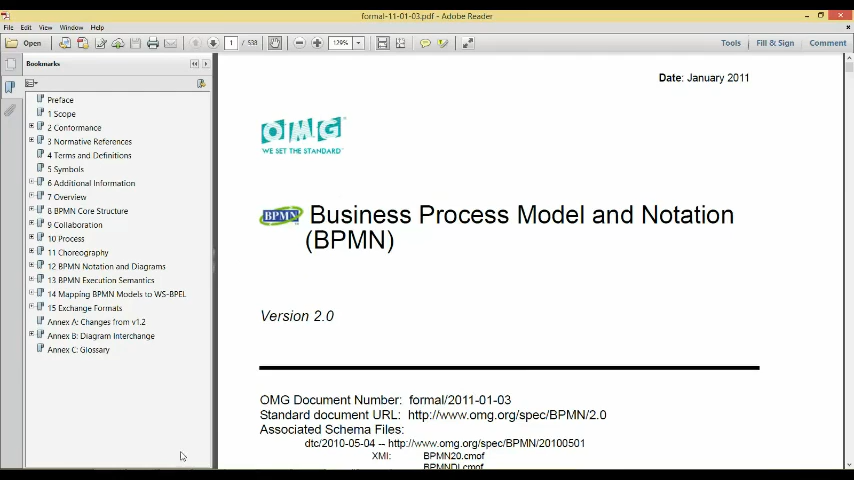 formal-11-01-03.pdf - Adobe Reader
File Edit View Window Help
Open 1 / 538 129% Tools Fill & Sign Comment
Bookmarks
Preface
1 Scope
2 Conformance
3 Normative References
4 Terms and Definitions
5 Symbols
6 Additional Information
7 Overview
8 BPMN Core Structure
9 Collaboration
10 Process
11 Choreography
12 BPMN Notation and Diagrams
13 BPMN Execution Semantics
14 Mapping BPMN Models to WS-BPEL
15 Exchange Formats
Annex A: Changes from v1.2
Annex B: Diagram Interchange
Annex C: Glossary
Date: January 2011
OMG
WE SET THE STANDARD
BPMN Business Process Model and Notation
(BPMN)
Version 2.0
OMG Document Number: formal/2011-01-03
Standard document URL: http://www.omg.org/spec/BPMN/2.0
Associated Schema Files:
dtc/2010-05-04 -- http://www.omg.org/spec/BPMN/20100501
XMI: BPMN20.cmof
BPMNDI.cmof